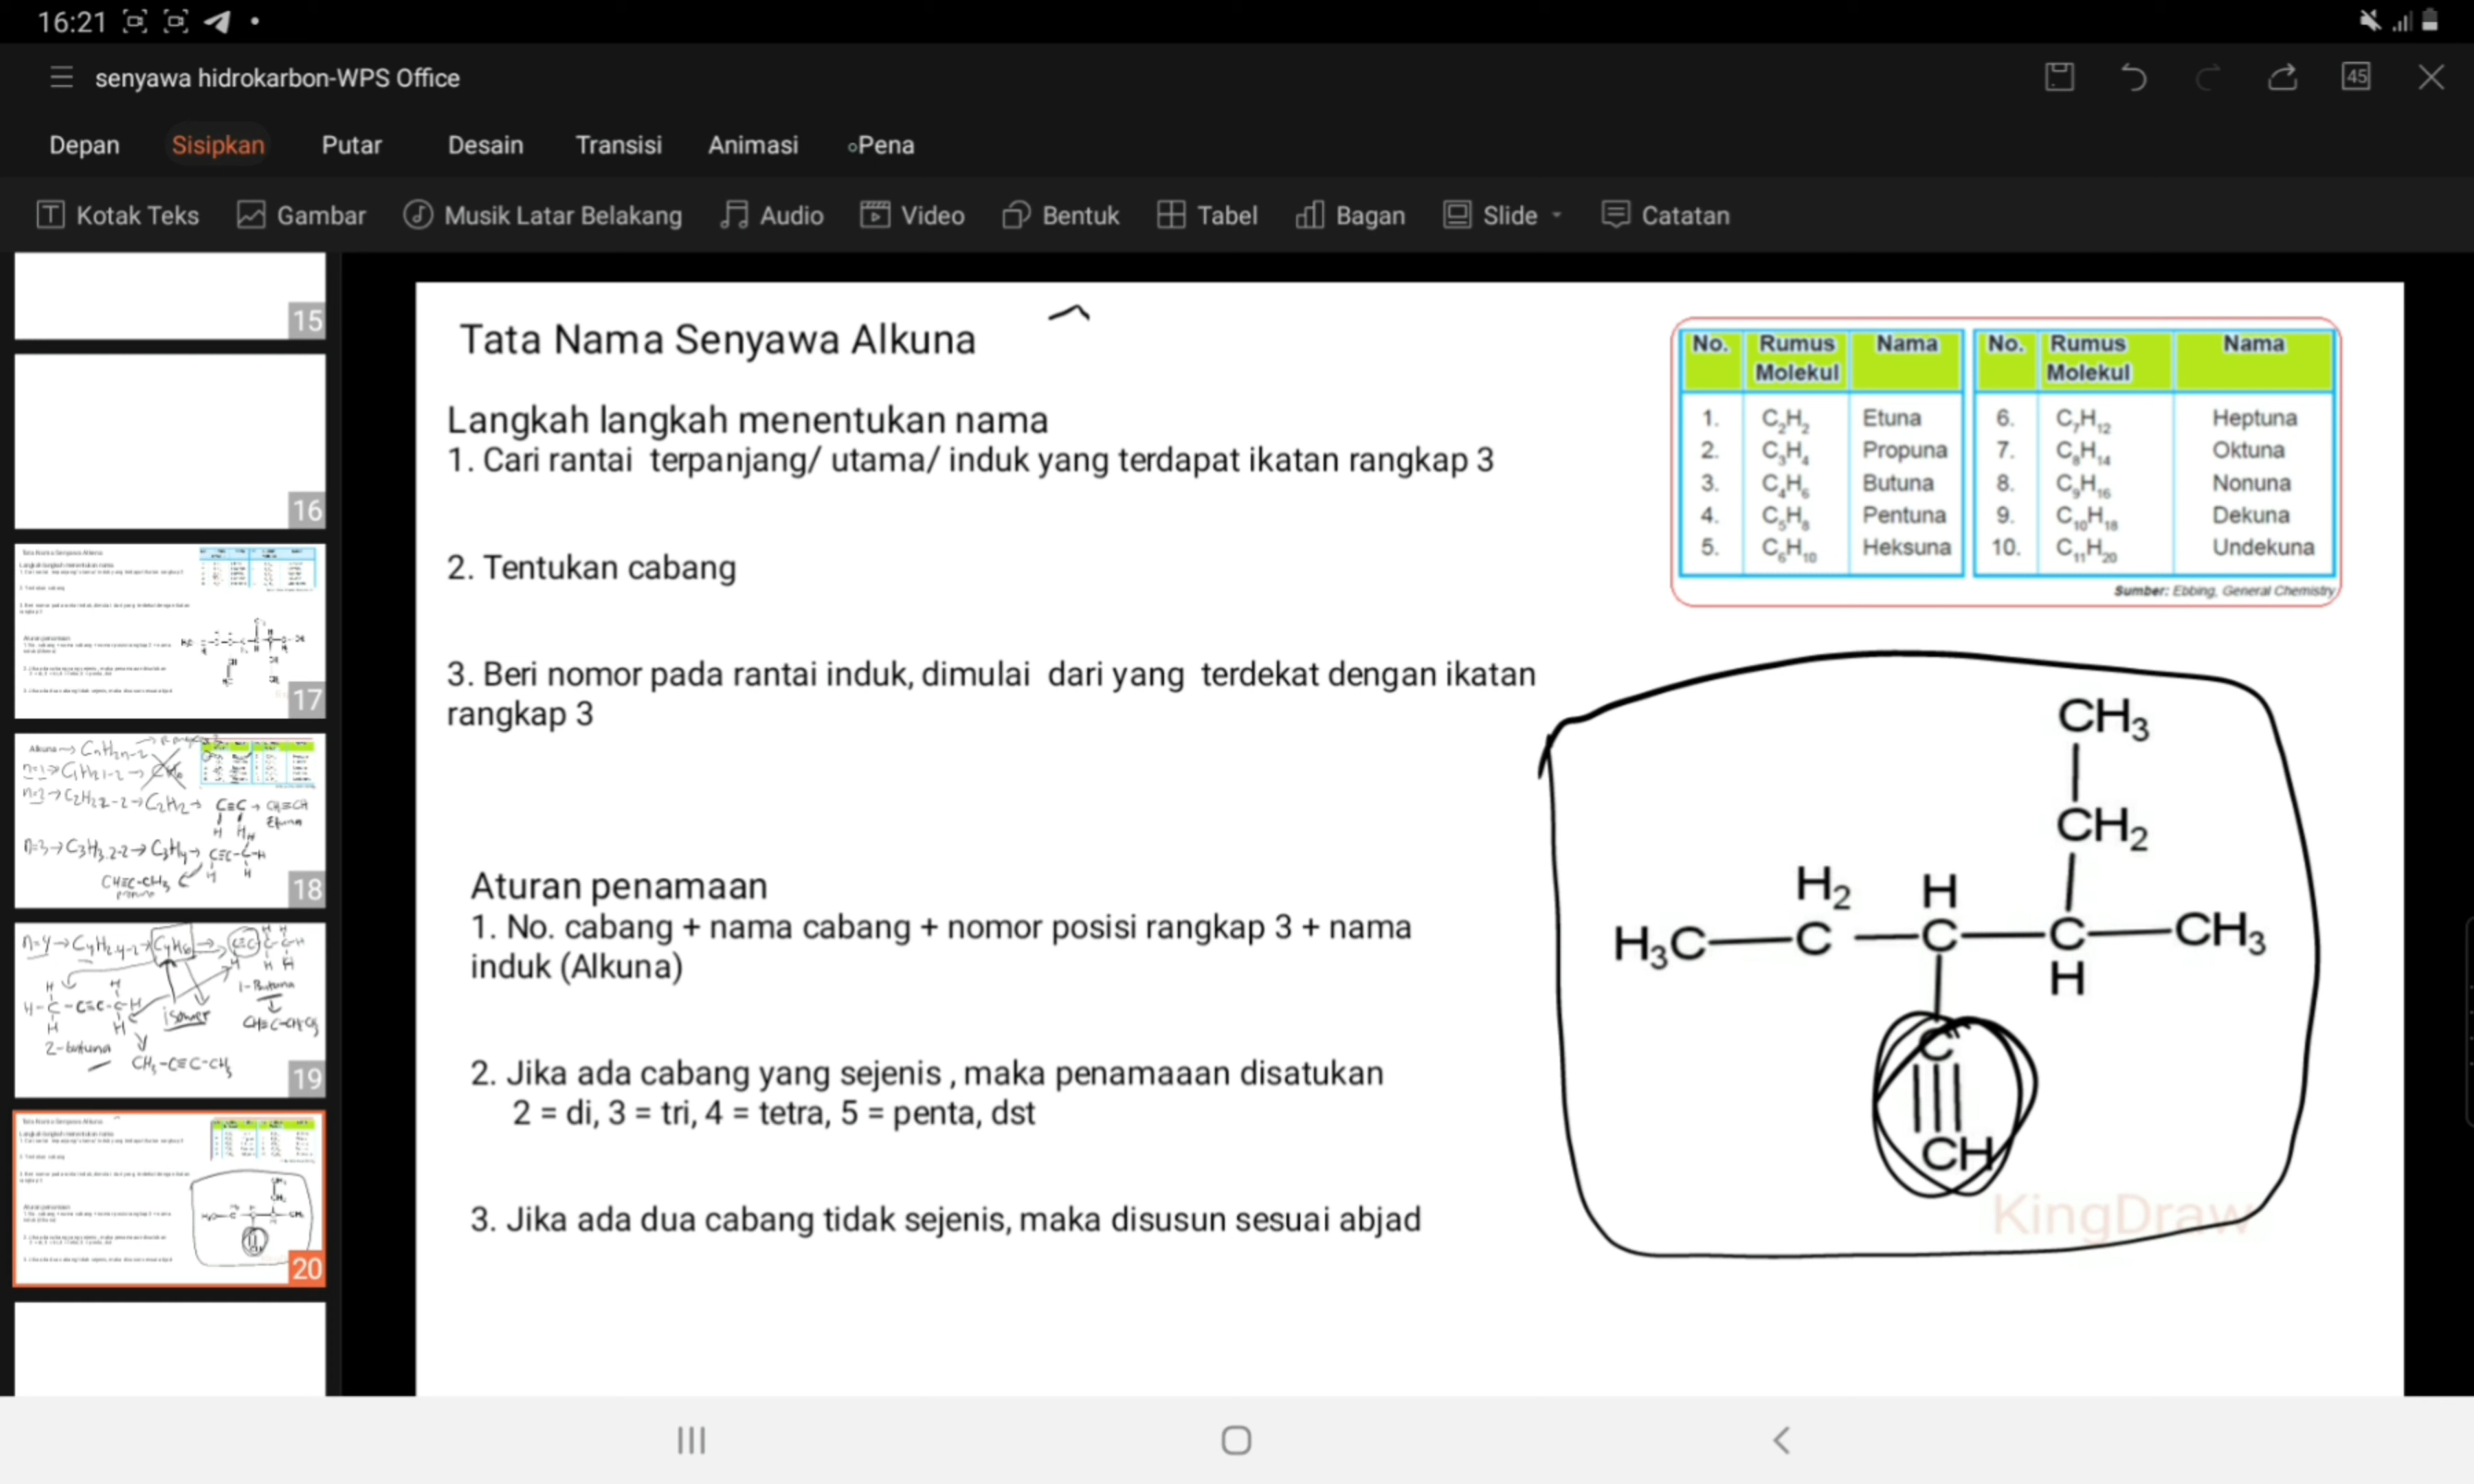 16:21
senyawa hidrokarbon-WPS Office
45
Depan Sisipkan Putar Desain Transisi Animasi Pena
Kotak Teks Gambar Musik Latar Belakang Audio Video Bentuk Tabel Bagan Slide Catatan
15
16
17
18
19
20
Tata Nama Senyawa Alkuna
Langkah langkah menentukan nama
1. Cari rantai terpanjang/ utama/ induk yang terdapat ikatan rangkap 3
2. Tentukan cabang
3. Beri nomor pada rantai induk, dimulai dari yang terdekat dengan ikatan
rangkap 3
Aturan penamaan
1. No. cabang + nama cabang + nomor posisi rangkap 3 + nama
induk (Alkuna)
2. Jika ada cabang yang sejenis , maka penamaaan disatukan
2 = di, 3 = tri, 4 = tetra, 5 = penta, dst
3. Jika ada dua cabang tidak sejenis, maka disusun sesuai abjad
No. Rumus Molekul Nama No. Rumus Molekul Nama
1. C₂H₂ Etuna 6. C₇H₁₂ Heptuna
2. C₃H₄ Propuna 7. C₈H₁₄ Oktuna
3. C₄H₆ Butuna 8. C₉H₁₆ Nonuna
4. C₅H₈ Pentuna 9. C₁₀H₁₈ Dekuna
5. C₆H₁₀ Heksuna 10. C₁₁H₂₀ Undekuna
Sumber: Ebbing, General Chemistry
CH₃
CH₂
H₂ H
H₃C C C C CH₃
H
C
CH
KingDraw